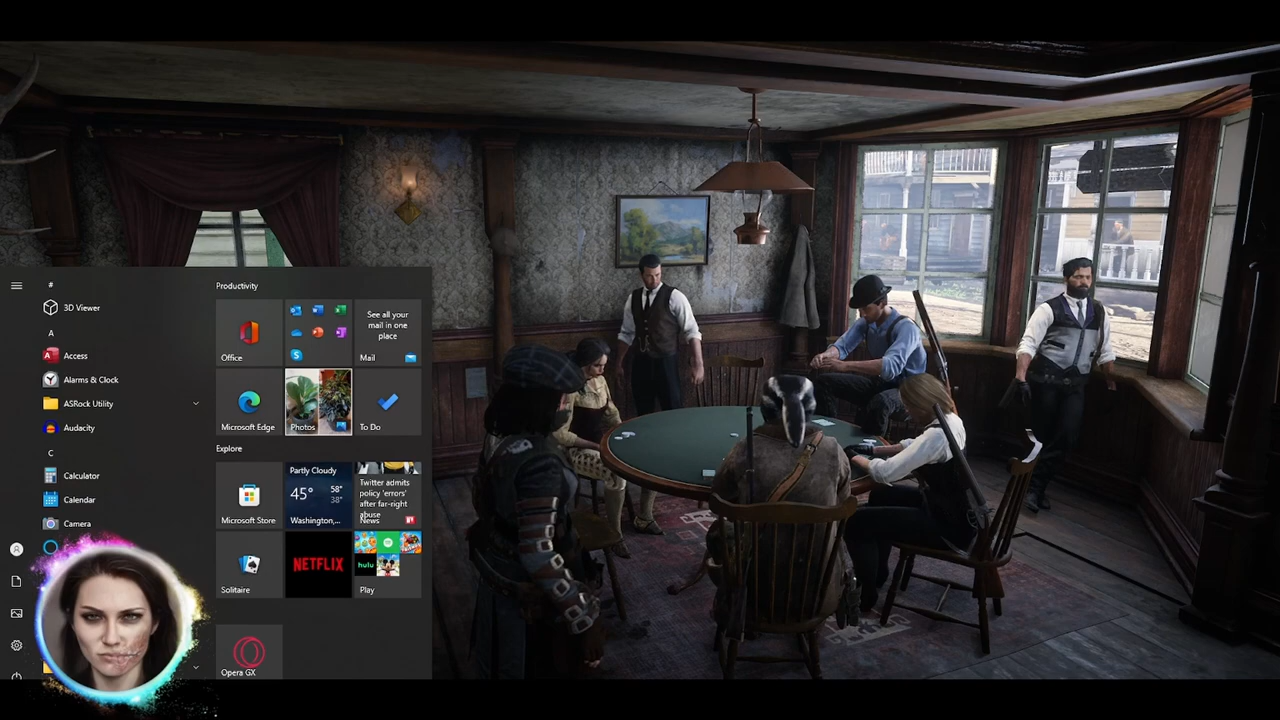 #
3D Viewer
A
Access
Alarms & Clock
ASRock Utility
Audacity
C
Calculator
Calendar
Camera
Productivity
Office
See all your
mail in one
place
Mail
Microsoft Edge
Photos
To Do
Explore
Microsoft Store
Partly Cloudy
45°
58°
38°
Washington,...
Twitter admits
policy 'errors'
after far-right
abuse
News
Solitaire
NETFLIX
hulu
Play
Opera GX